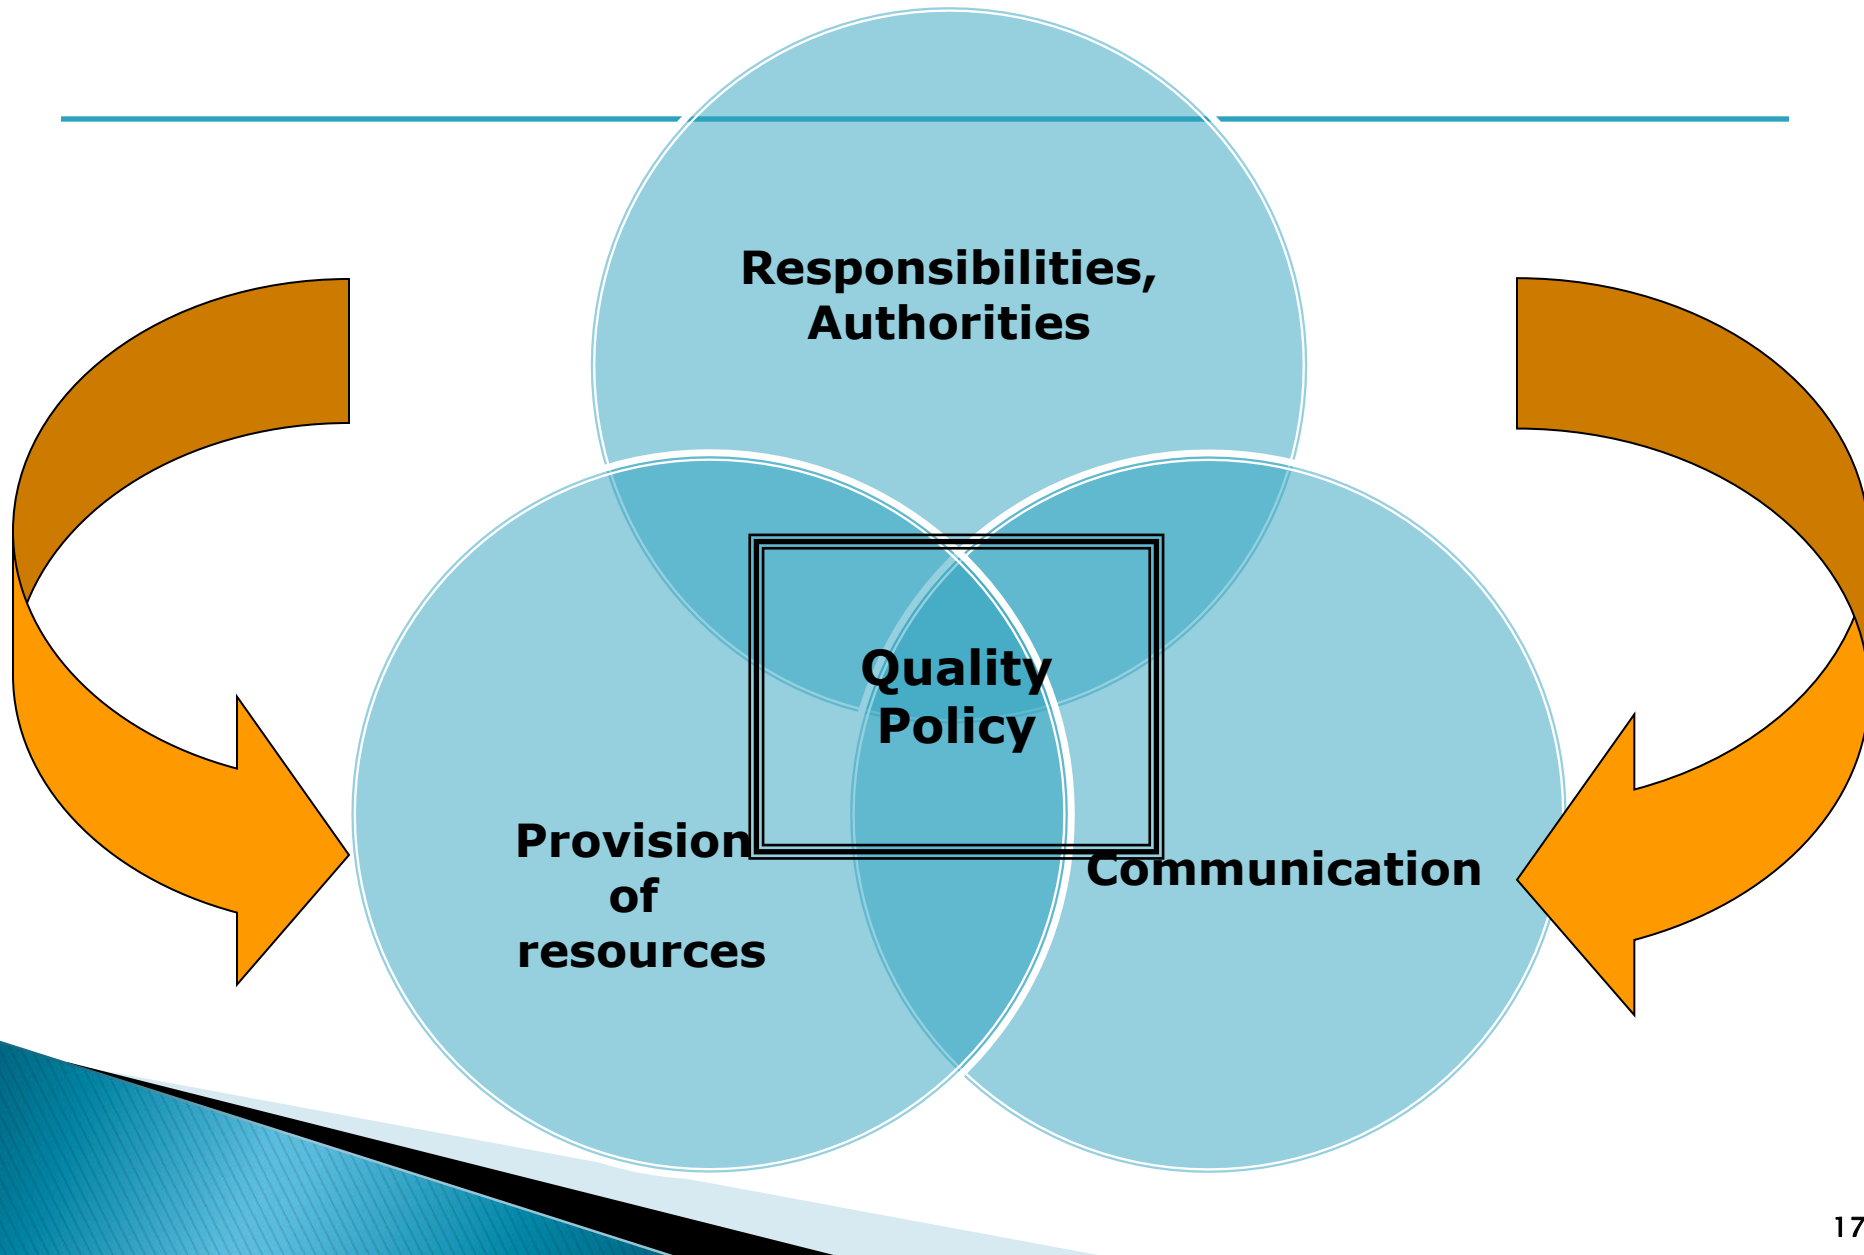 Responsibilities,
Authorities
Quality
Policy
Provision
of
resources
Communication
17